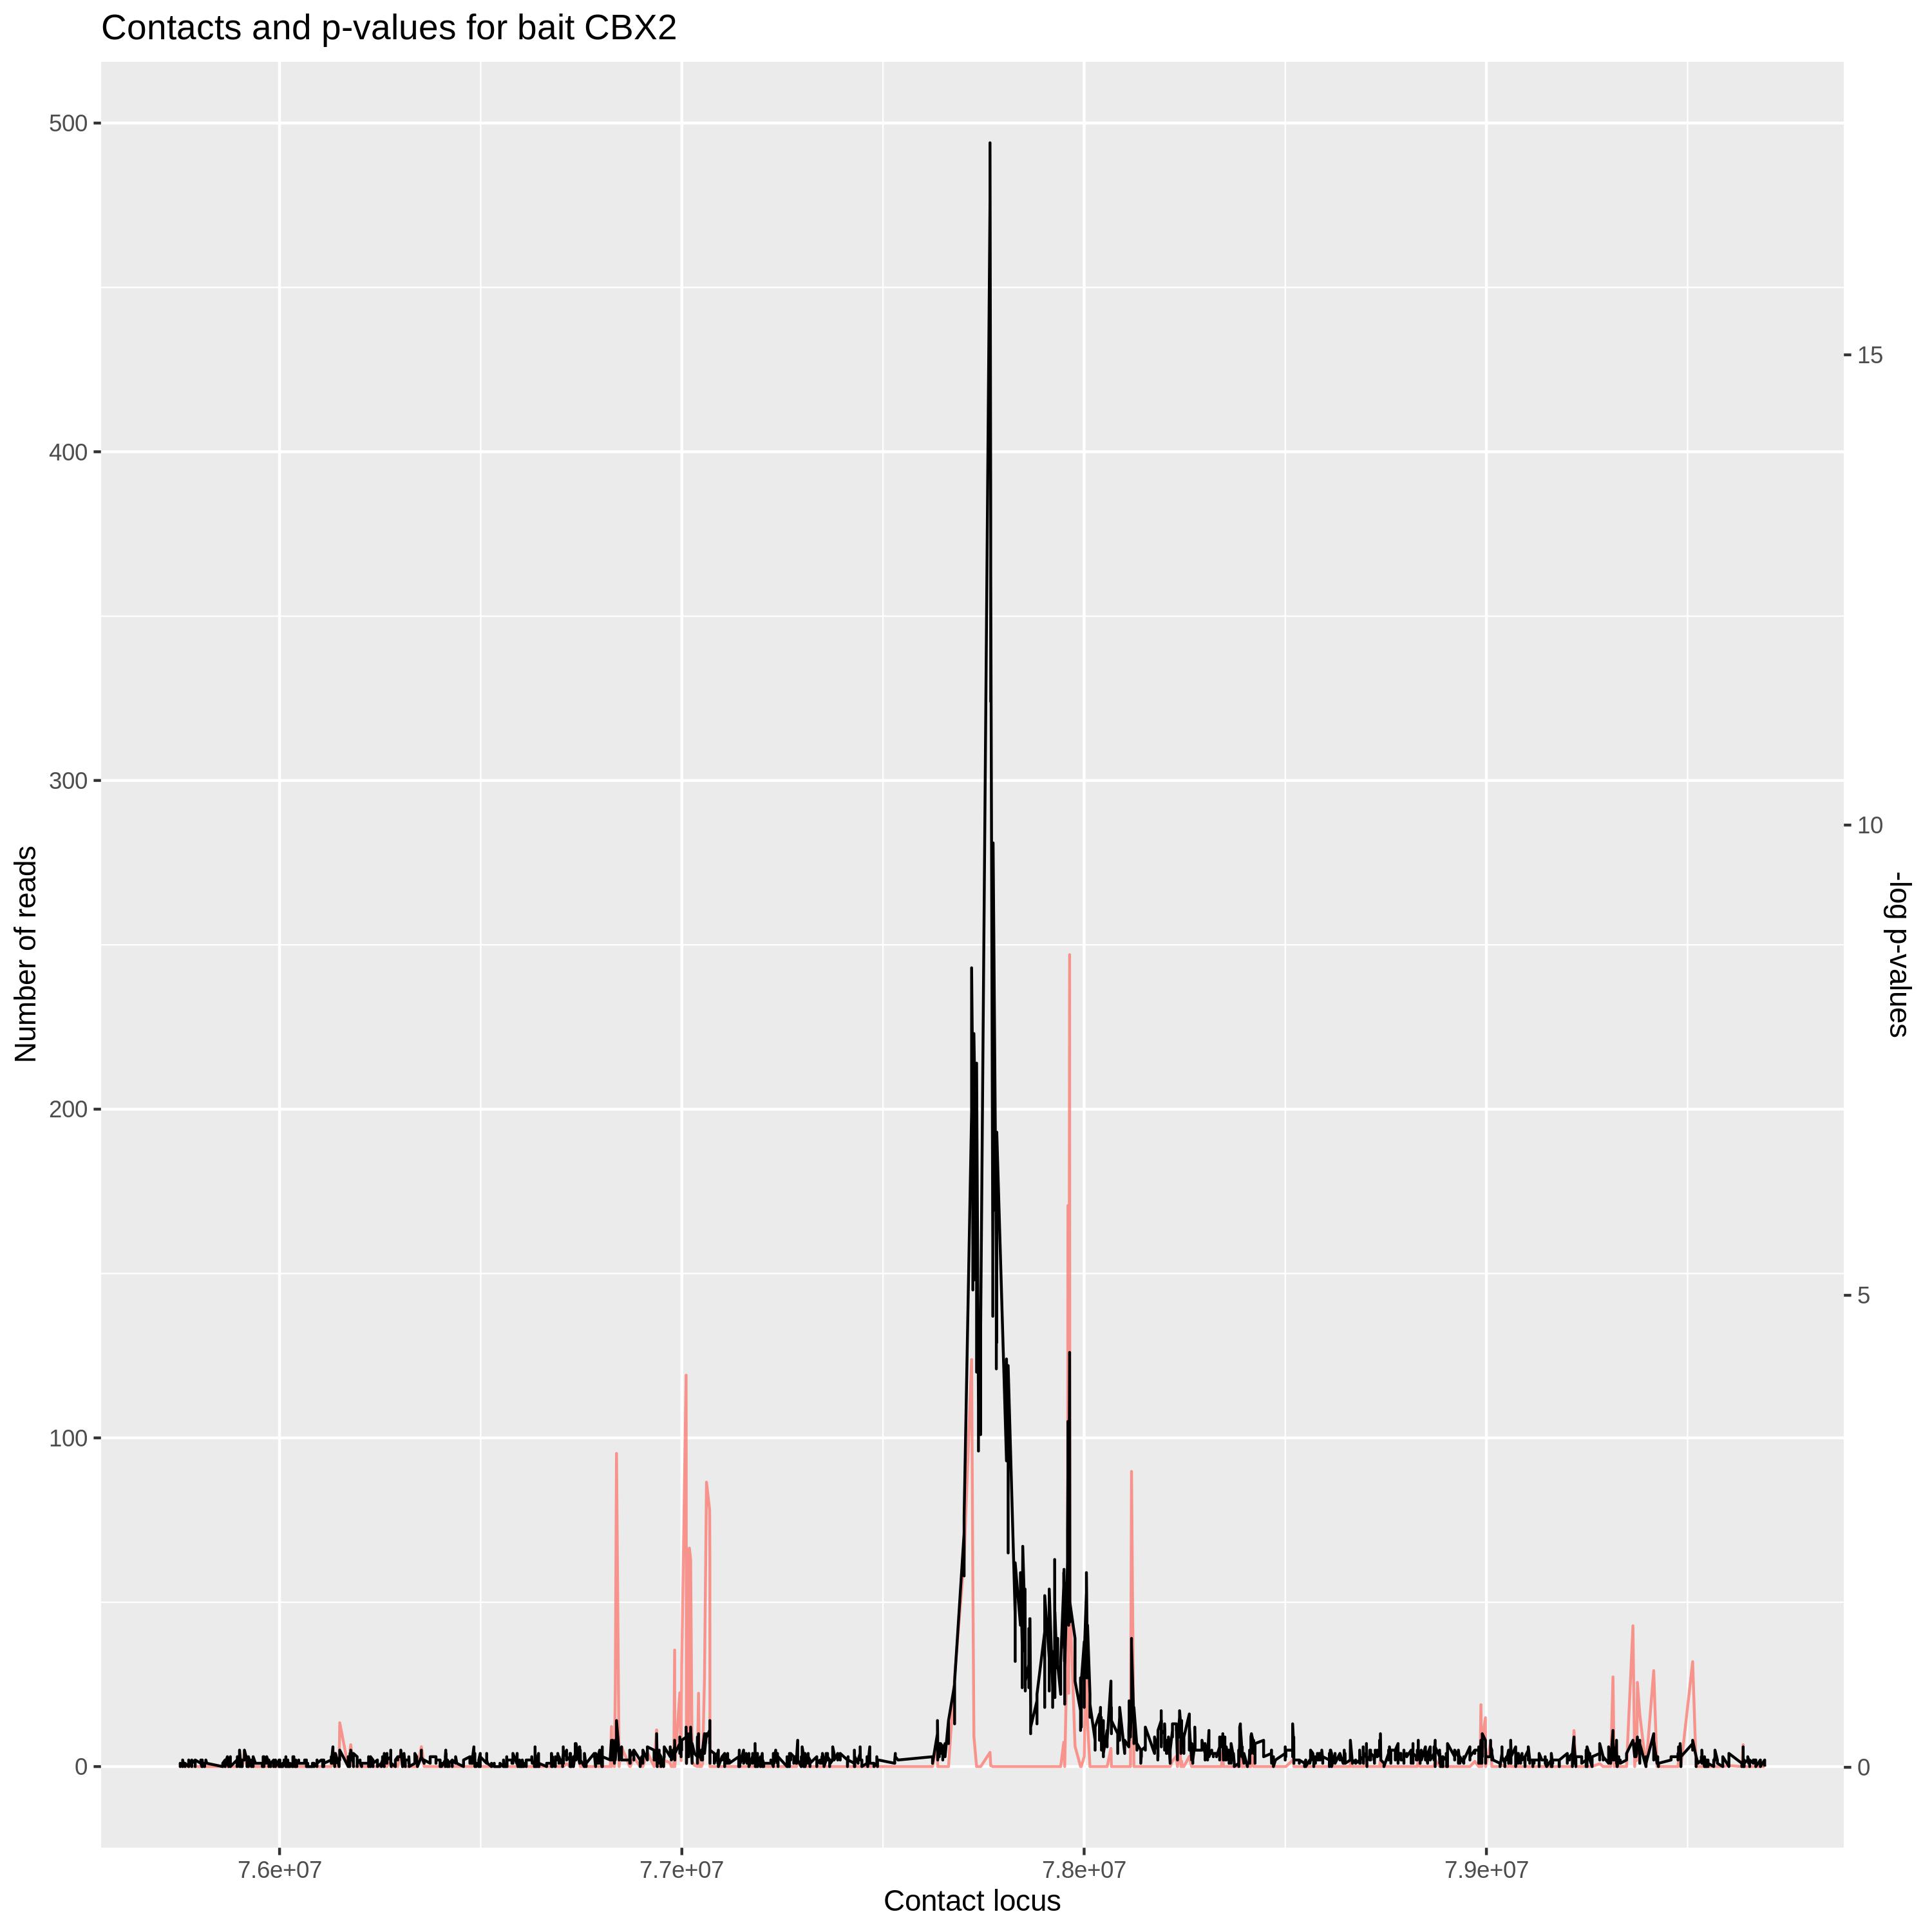 Contacts and p-values for bait CBX2
500
400
300
200
100
0
Number of reads
15
10
5
0
-log p-values
7.6e+07
7.7e+07
7.8e+07
7.9e+07
Contact locus